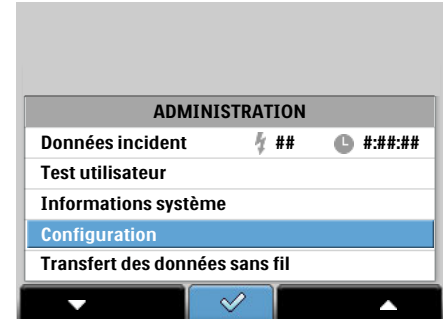 ADMINISTRATION
Données incident ## #:##:##
Test utilisateur
Informations système
Configuration
Transfert des données sans fil